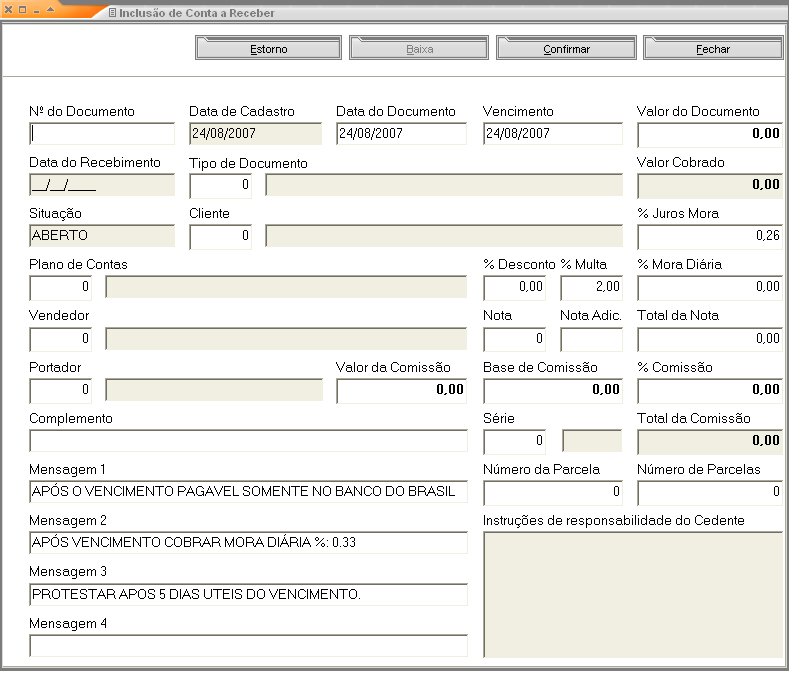 Inclusão de Conta a Receber
Estorno Baixa Confirmar Fechar
Nº do Documento Data de Cadastro Data do Documento Vencimento Valor do Documento
24/08/2007 24/08/2007 24/08/2007 0,00
Data do Recebimento Tipo de Documento Valor Cobrado
__/__/____ 0 0,00
Situação Cliente % Juros Mora
ABERTO 0 0,26
Plano de Contas % Desconto % Multa % Mora Diária
0 0,00 2,00 0,00
Vendedor Nota Nota Adic. Total da Nota
0 0 0,00
Portador Valor da Comissão Base de Comissão % Comissão
0 0,00 0,00 0,00
Complemento Série Total da Comissão
0 0,00
Mensagem 1 Número da Parcela Número de Parcelas
APÓS O VENCIMENTO PAGAVEL SOMENTE NO BANCO DO BRASIL 0 0
Mensagem 2 Instruções de responsabilidade do Cedente
APÓS VENCIMENTO COBRAR MORA DIÁRIA %: 0.33
Mensagem 3
PROTESTAR APOS 5 DIAS UTEIS DO VENCIMENTO.
Mensagem 4